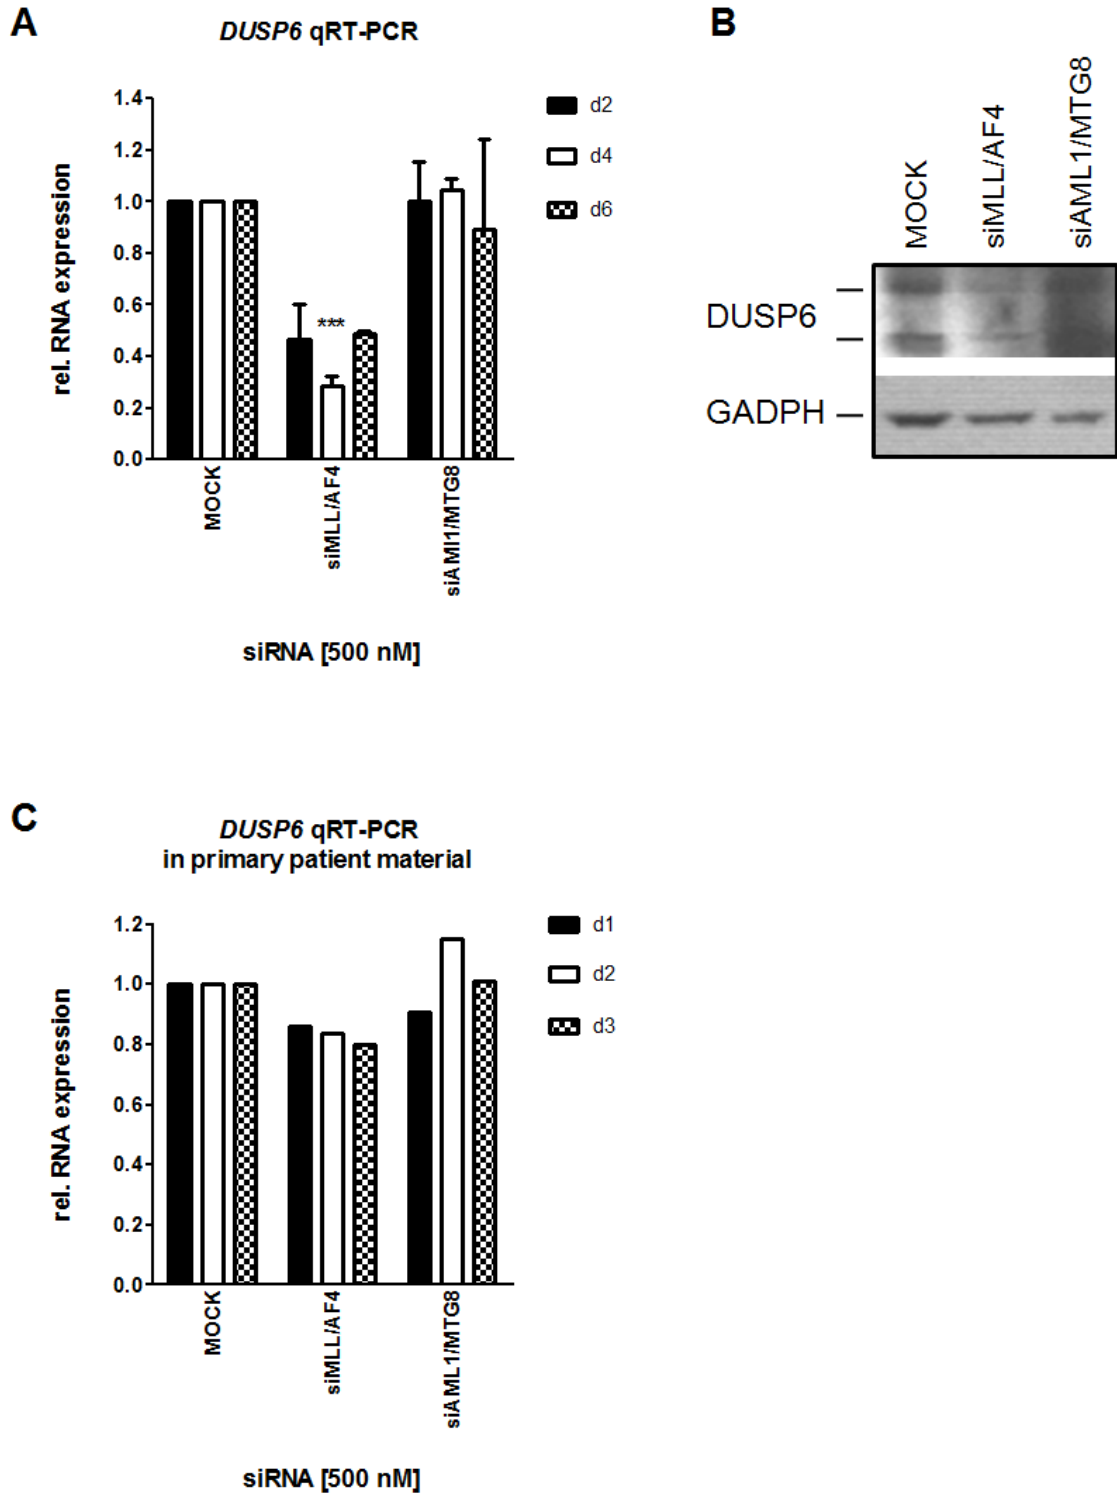 A
DUSP6 qRT-PCR
1.4
1.2
1.0
0.8
0.6
0.4
0.2
0.0
rel. RNA expression
***
d2
d4
d6
MOCK
siMLL/AF4
siAMl1/MTG8
siRNA [500 nM]
B
MOCK
siMLL/AF4
siAML1/MTG8
DUSP6
GADPH
C
DUSP6 qRT-PCR
in primary patient material
1.2
1.0
0.8
0.6
0.4
0.2
0.0
rel. RNA expression
d1
d2
d3
MOCK
siMLL/AF4
siAML1/MTG8
siRNA [500 nM]